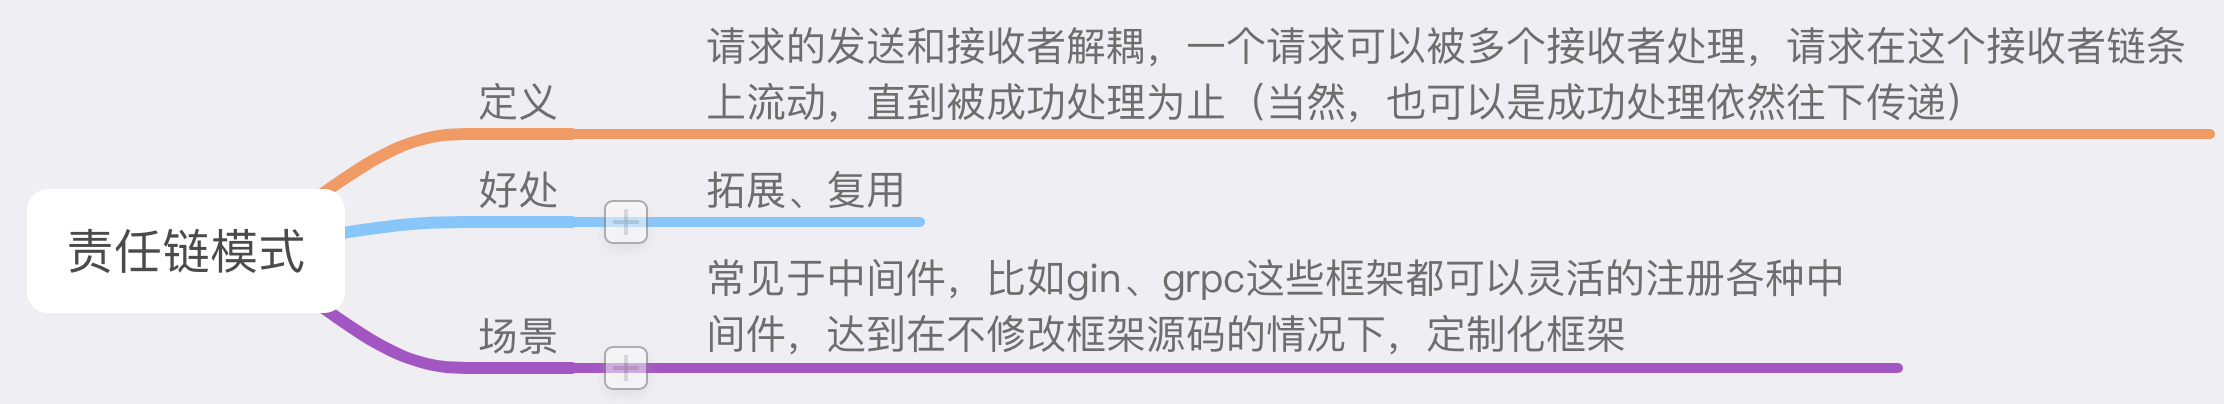 责任链模式
定义
请求的发送和接收者解耦，一个请求可以被多个接收者处理，请求在这个接收者链条
上流动，直到被成功处理为止（当然，也可以是成功处理依然往下传递）
好处
拓展、复用
场景
常见于中间件，比如gin、grpc这些框架都可以灵活的注册各种中
间件，达到在不修改框架源码的情况下，定制化框架